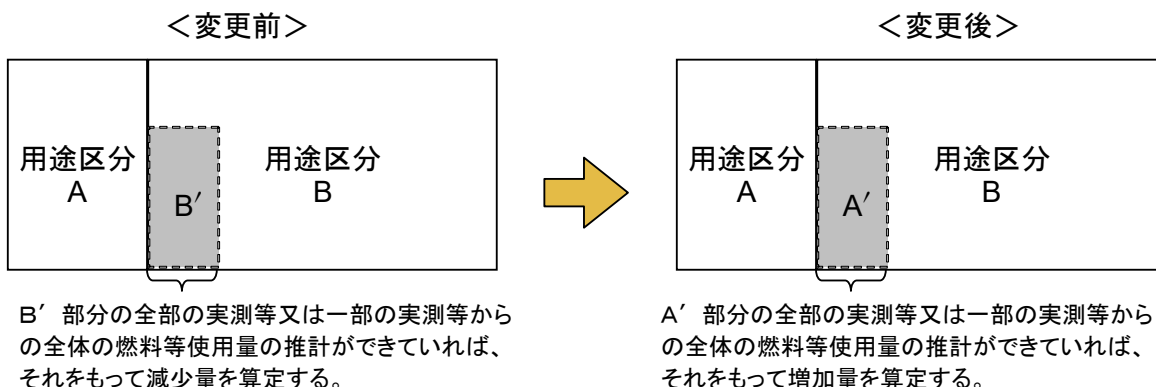 ＜変更前＞
用途区分
A
B′
用途区分
B
B′ 部分の全部の実測等又は一部の実測等から
の全体の燃料等使用量の推計ができていれば、
それをもって減少量を算定する。
＜変更後＞
用途区分
A
A′
用途区分
B
A′ 部分の全部の実測等又は一部の実測等から
の全体の燃料等使用量の推計ができていれば、
それをもって増加量を算定する。